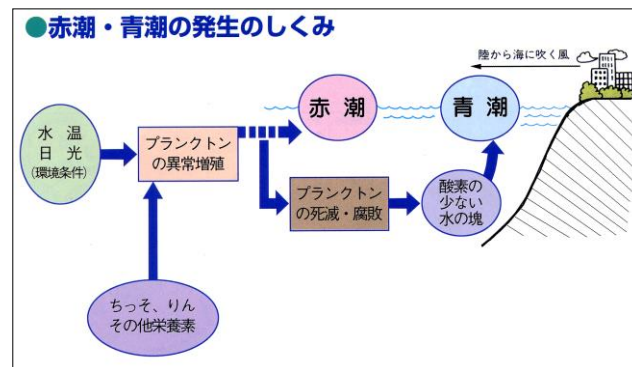 ●赤潮・青潮の発生のしくみ
陸から海に吹く風
赤潮
青潮
水温
日光
(環境条件)
プランクトン
の異常増殖
プランクトン
の死滅・腐敗
酸素の
少ない
水の塊
ちっそ、りん
その他栄養素